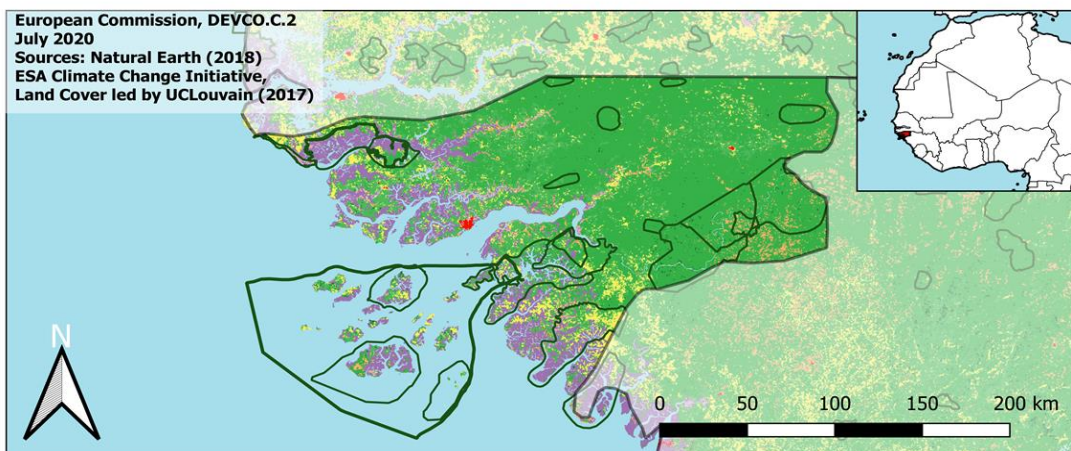 European Commission, DEVCO.C.2
July 2020
Sources: Natural Earth (2018)
ESA Climate Change Initiative,
Land Cover led by UCLouvain (2017)
N
0 50 100 150 200 km